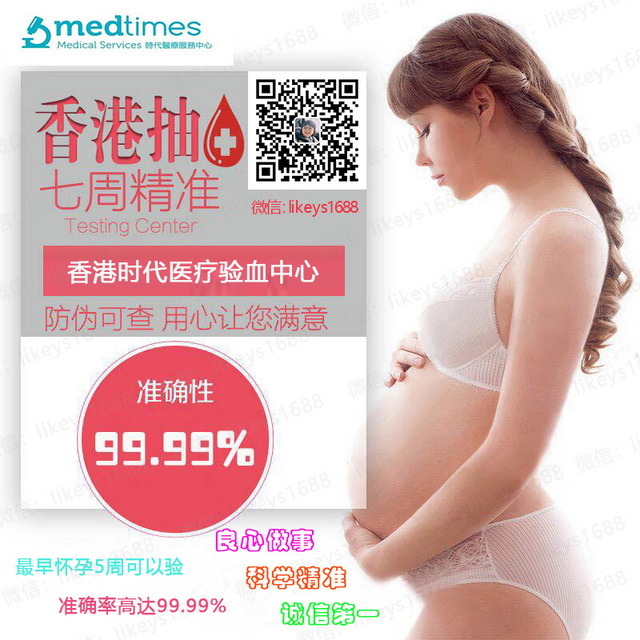 medtimes
Medical Services 時代醫療服務中心
香港抽
七周精准
Testing Center
微信: likeys1688
香港时代医疗验血中心
防伪可查 用心让您满意
准确性
99.99%
良心做事
最早怀孕5周可以验
科学精准
准确率高达99.99%
诚信第一
微信: likeys1688